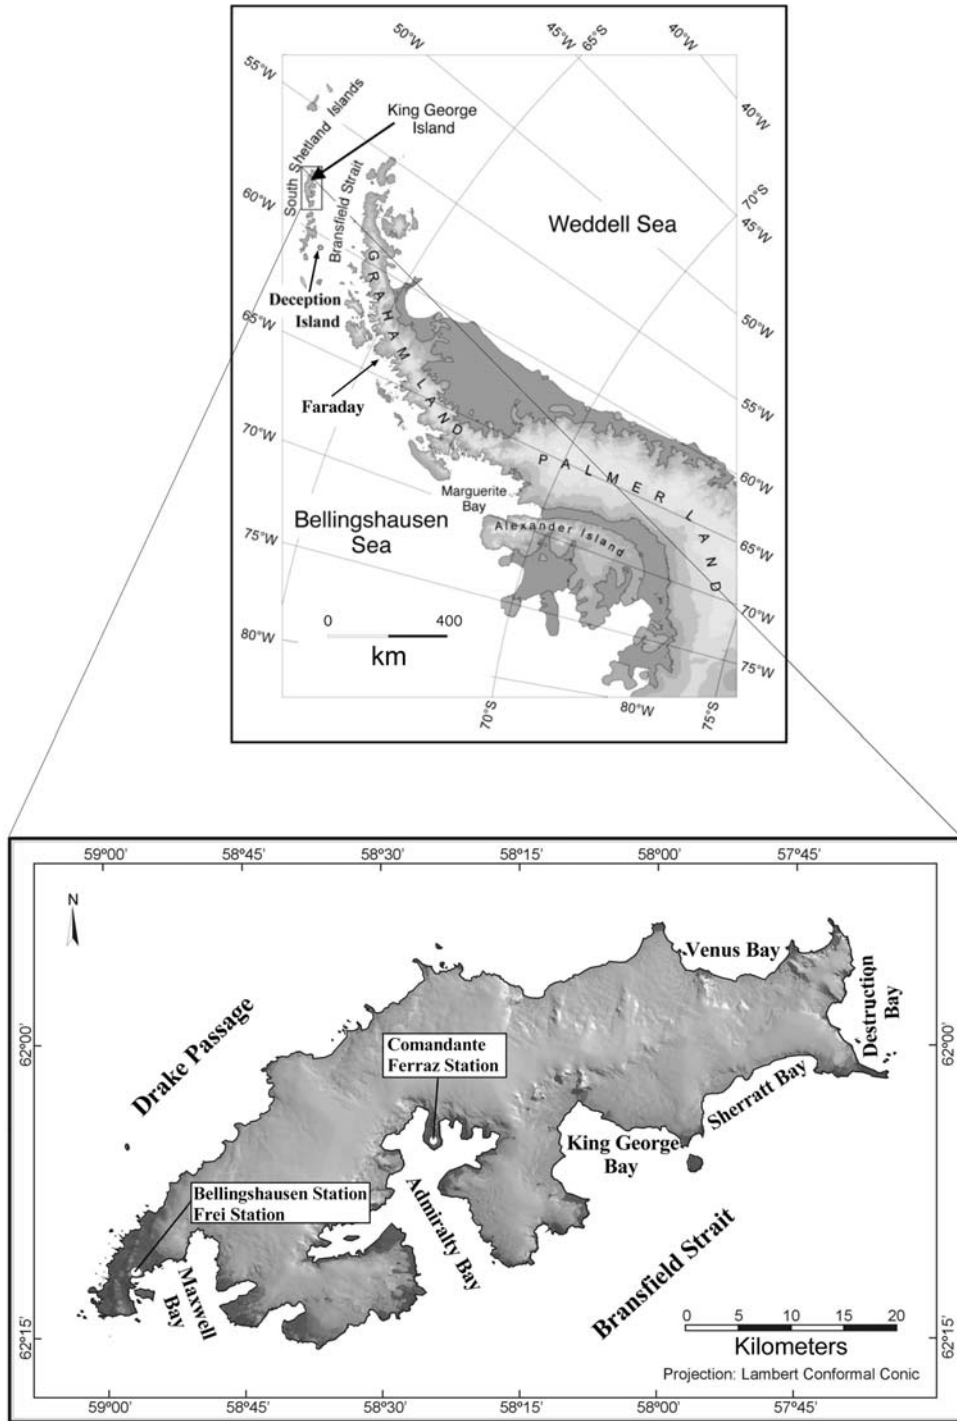 50°W
45°W
65°S
40°W
55°W
40°W
King George
Island
South Shetland Islands
Bransfield Strait
60°W
70°S
45°W
Weddell Sea
Deception
Island
65°W
50°W
GRAHAM LAND
Faraday
55°W
70°W
60°W
PALMER LAND
Marguerite
Bay
Bellingshausen
Sea
Alexander Island
75°W
65°W
70°W
0 400
km
80°W
75°W
70°S
80°W
75°S
59°00' 58°45' 58°30' 58°15' 58°00' 57°45'
N
Venus Bay
Destruction
Bay
Drake Passage
62°00'
62°00'
Comandante
Ferraz Station
Sherratt Bay
King George
Bay
Bellingshausen Station
Frei Station
Admiralty Bay
Maxwell
Bay
Bransfield Strait
0 5 10 15 20
Kilometers
62°15'
62°15'
Projection: Lambert Conformal Conic
59°00' 58°45' 58°30' 58°15' 58°00' 57°45'